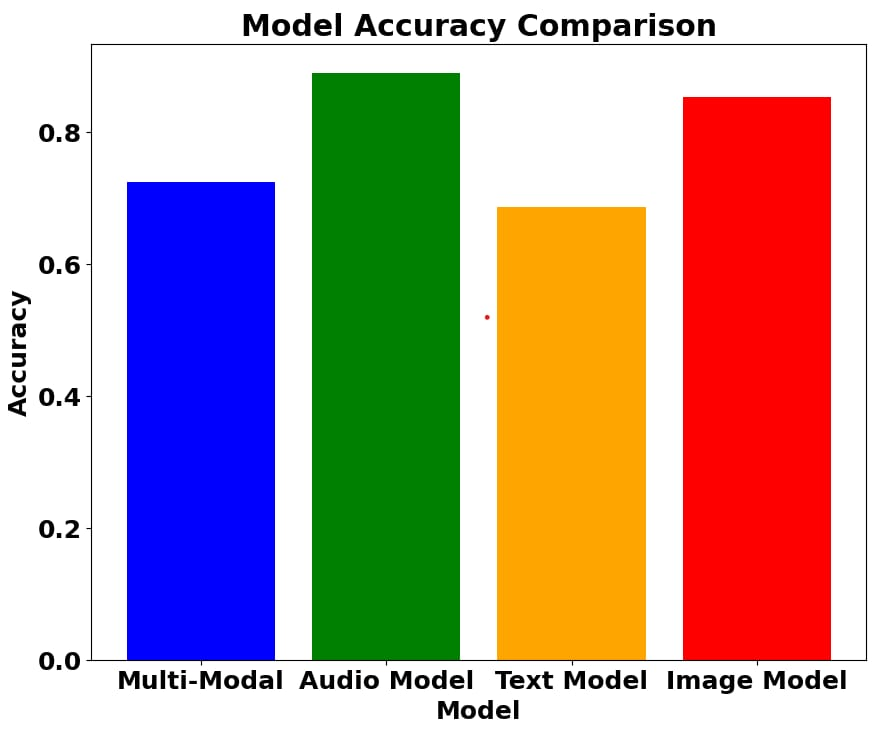 Model Accuracy Comparison
Accuracy
0.8
0.6
0.4
0.2
0.0
Multi-Modal Audio Model Text Model Image Model
Model